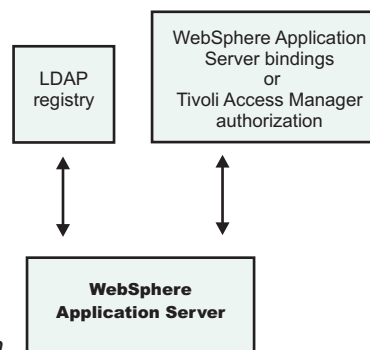 LDAP
registry
WebSphere Application
Server bindings
or
Tivoli Access Manager
authorization
WebSphere
Application Server